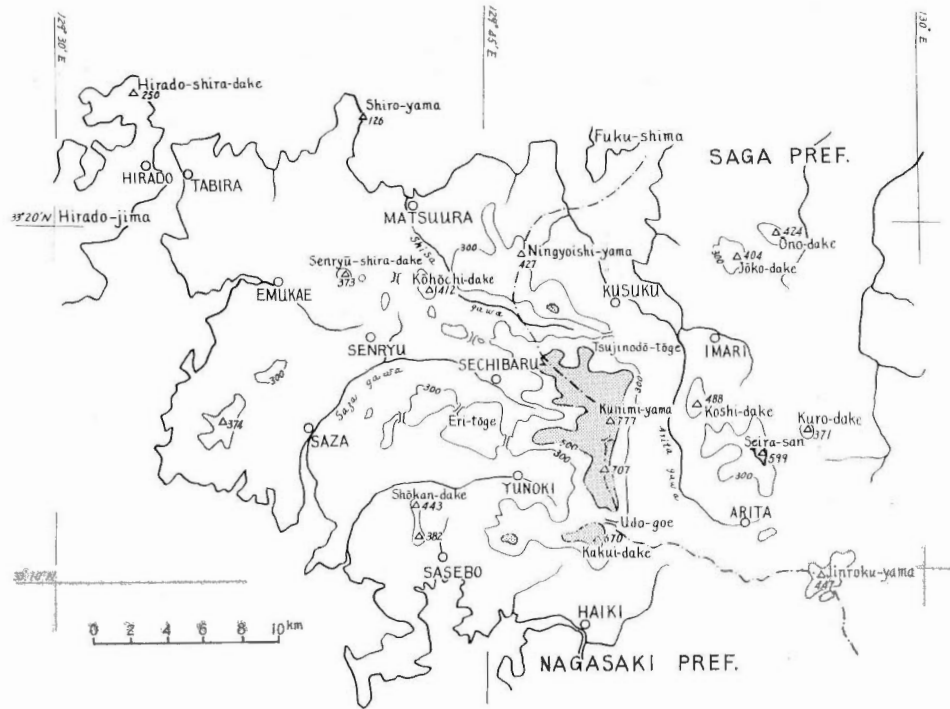 129° 30′ E
129° 45′ E
130° E
Hirado-shira-dake
250
Shiro-yama
126
Fuku-shima
SAGA PREF.
HIRADO
TABIRA
33°20'N
Hirado-jima
MATSUURA
Shisa
gawa
300
Ningyoishi-yama
427
424
Ōno-dake
300
404
Jōko-dake
Senryū-shira-dake
373
Kōhōchi-dake
412
EMUKAE
KUSUKU
SENRYU
Tsujinodō-tōge
IMARI
SECHIBARU
300
Saza gawa
300
300
374
Eri-tōge
Kunimi-yama
777
488
Koshi-dake
Kuro-dake
371
SAZA
500
300
707
Arita gawa
Seira-san
599
300
YUNOKI
Shōkan-dake
443
382
ARITA
Udo-goe
670
Kakui-dake
SASEBO
Jinroku-yama
447
0 2 4 6 8 10 km
HAIKI
NAGASAKI PREF.